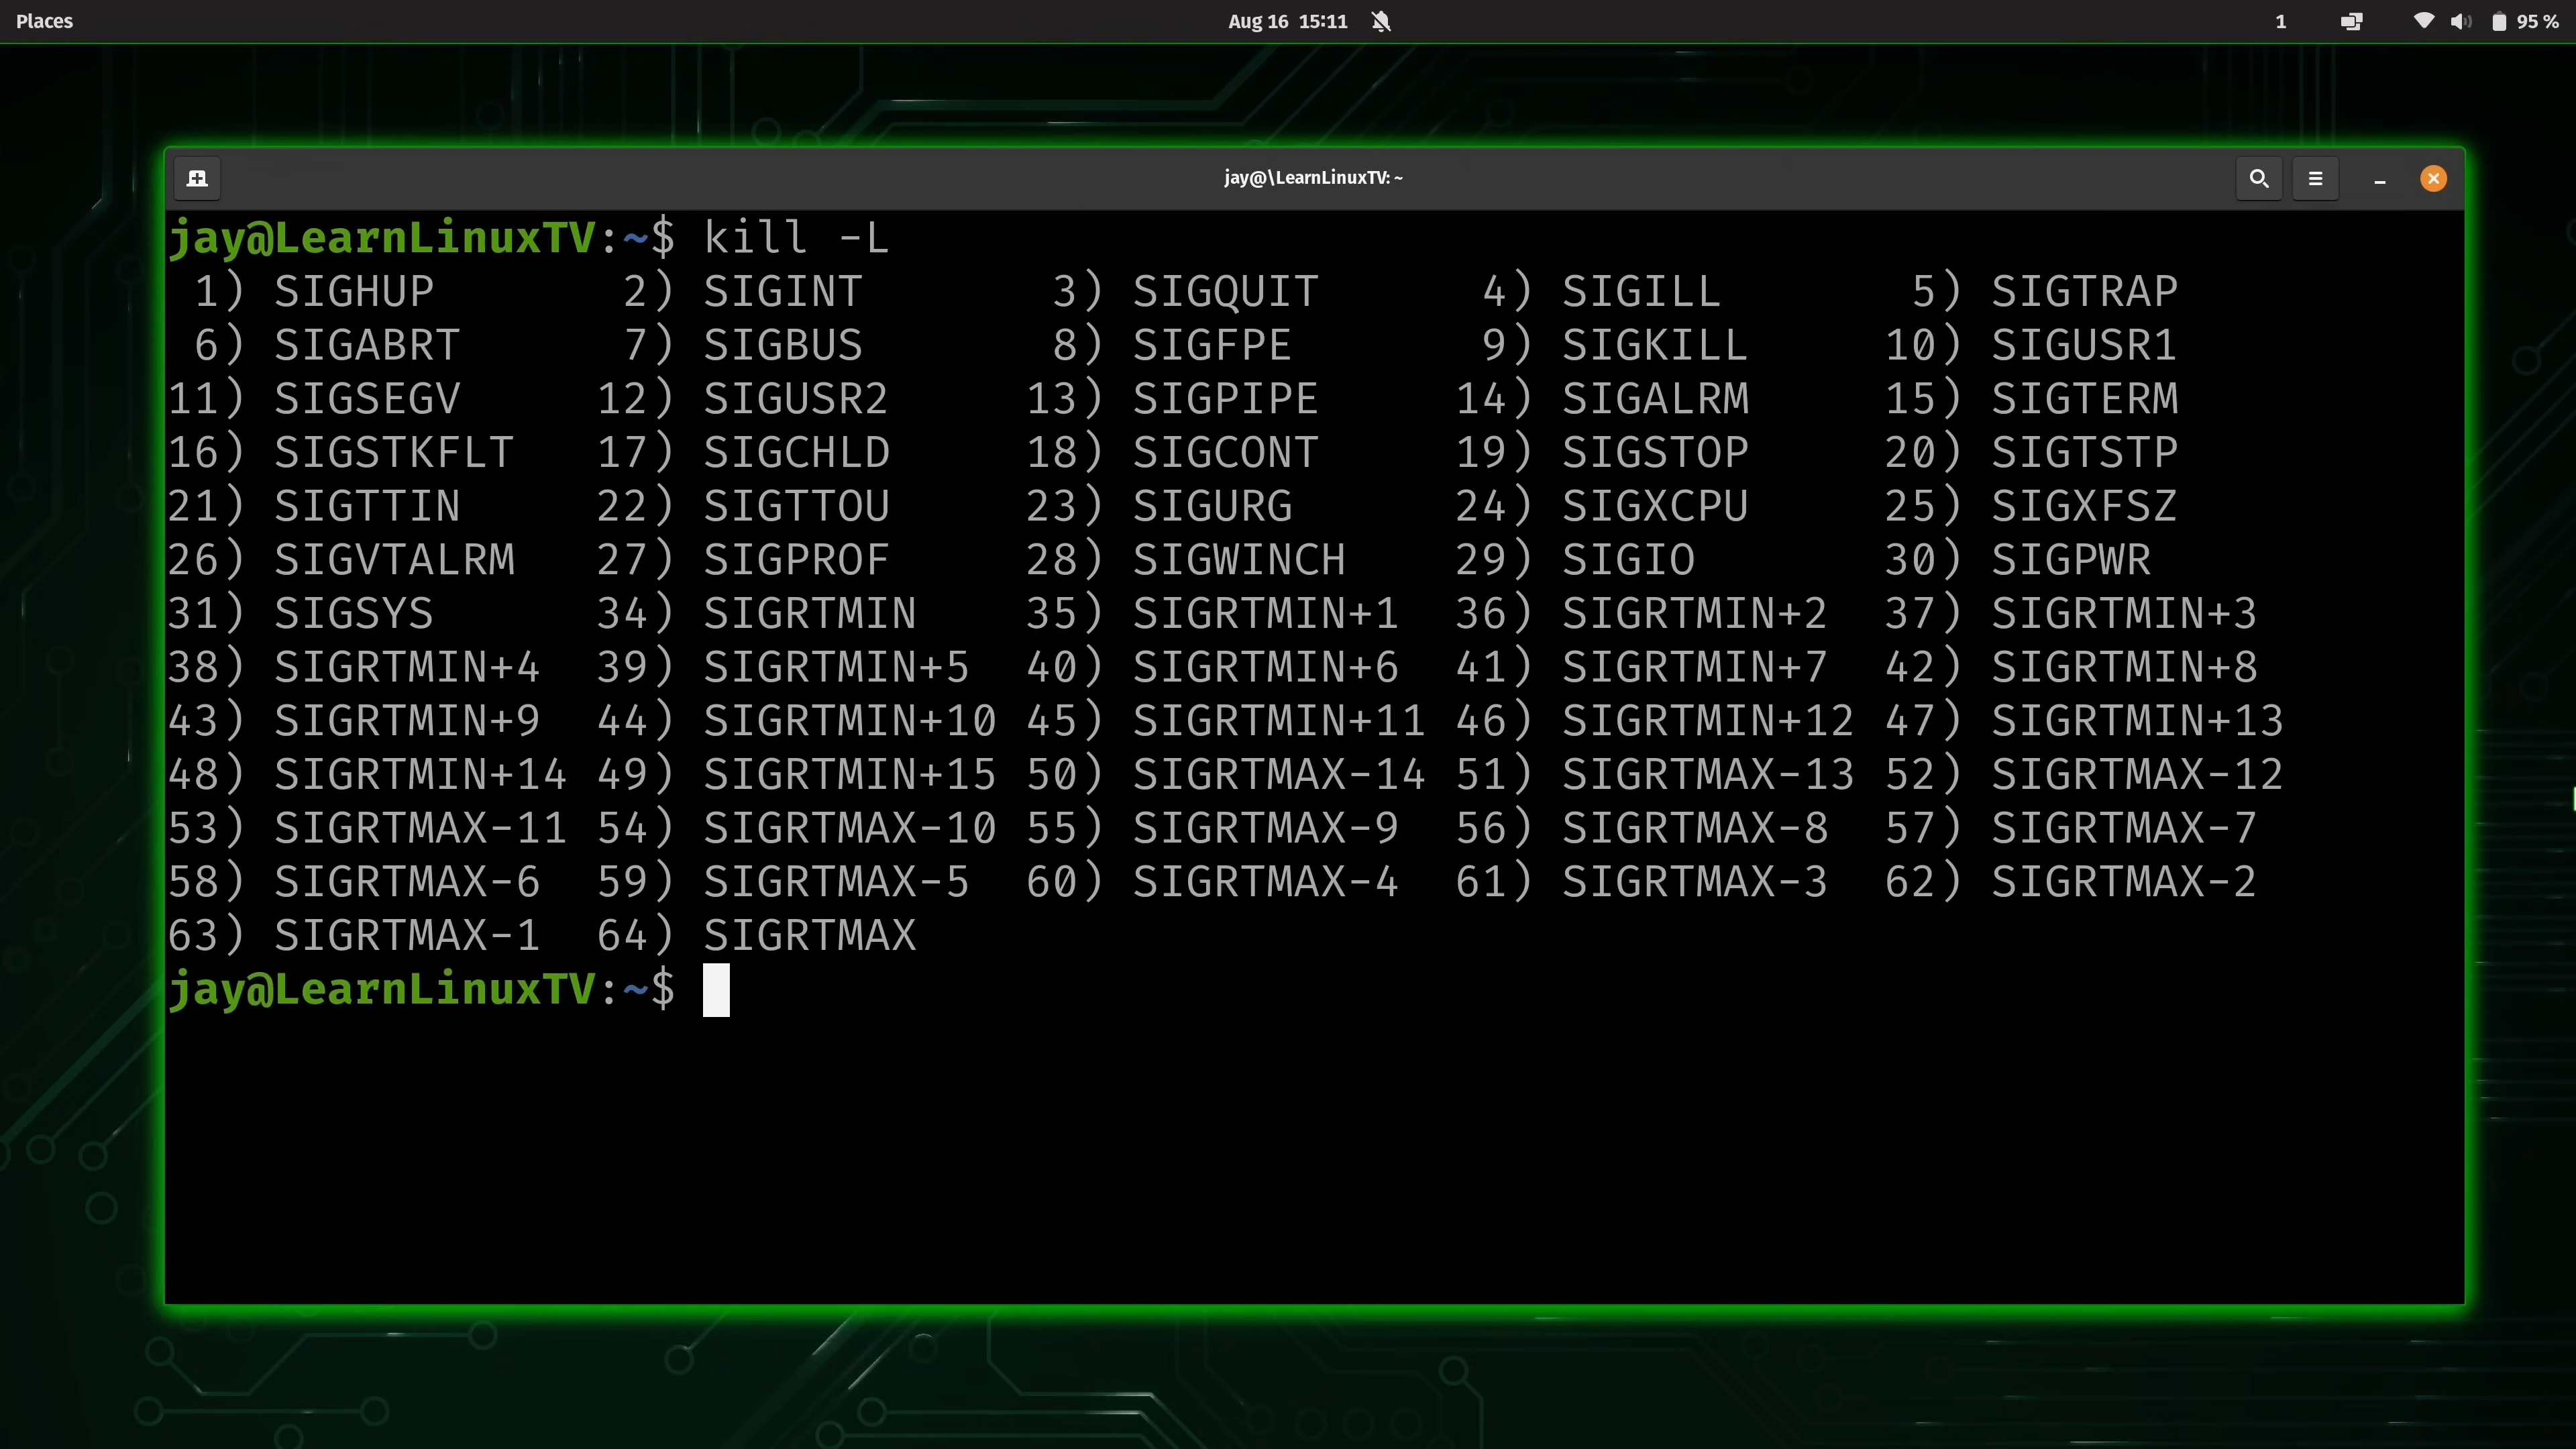 Places Aug 16 15:11 1 95 %
jay@\LearnLinuxTV: ~
jay@LearnLinuxTV:~$ kill -L
1) SIGHUP 2) SIGINT 3) SIGQUIT 4) SIGILL 5) SIGTRAP
6) SIGABRT 7) SIGBUS 8) SIGFPE 9) SIGKILL 10) SIGUSR1
11) SIGSEGV 12) SIGUSR2 13) SIGPIPE 14) SIGALRM 15) SIGTERM
16) SIGSTKFLT 17) SIGCHLD 18) SIGCONT 19) SIGSTOP 20) SIGTSTP
21) SIGTTIN 22) SIGTTOU 23) SIGURG 24) SIGXCPU 25) SIGXFSZ
26) SIGVTALRM 27) SIGPROF 28) SIGWINCH 29) SIGIO 30) SIGPWR
31) SIGSYS 34) SIGRTMIN 35) SIGRTMIN+1 36) SIGRTMIN+2 37) SIGRTMIN+3
38) SIGRTMIN+4 39) SIGRTMIN+5 40) SIGRTMIN+6 41) SIGRTMIN+7 42) SIGRTMIN+8
43) SIGRTMIN+9 44) SIGRTMIN+10 45) SIGRTMIN+11 46) SIGRTMIN+12 47) SIGRTMIN+13
48) SIGRTMIN+14 49) SIGRTMIN+15 50) SIGRTMAX-14 51) SIGRTMAX-13 52) SIGRTMAX-12
53) SIGRTMAX-11 54) SIGRTMAX-10 55) SIGRTMAX-9 56) SIGRTMAX-8 57) SIGRTMAX-7
58) SIGRTMAX-6 59) SIGRTMAX-5 60) SIGRTMAX-4 61) SIGRTMAX-3 62) SIGRTMAX-2
63) SIGRTMAX-1 64) SIGRTMAX
jay@LearnLinuxTV:~$